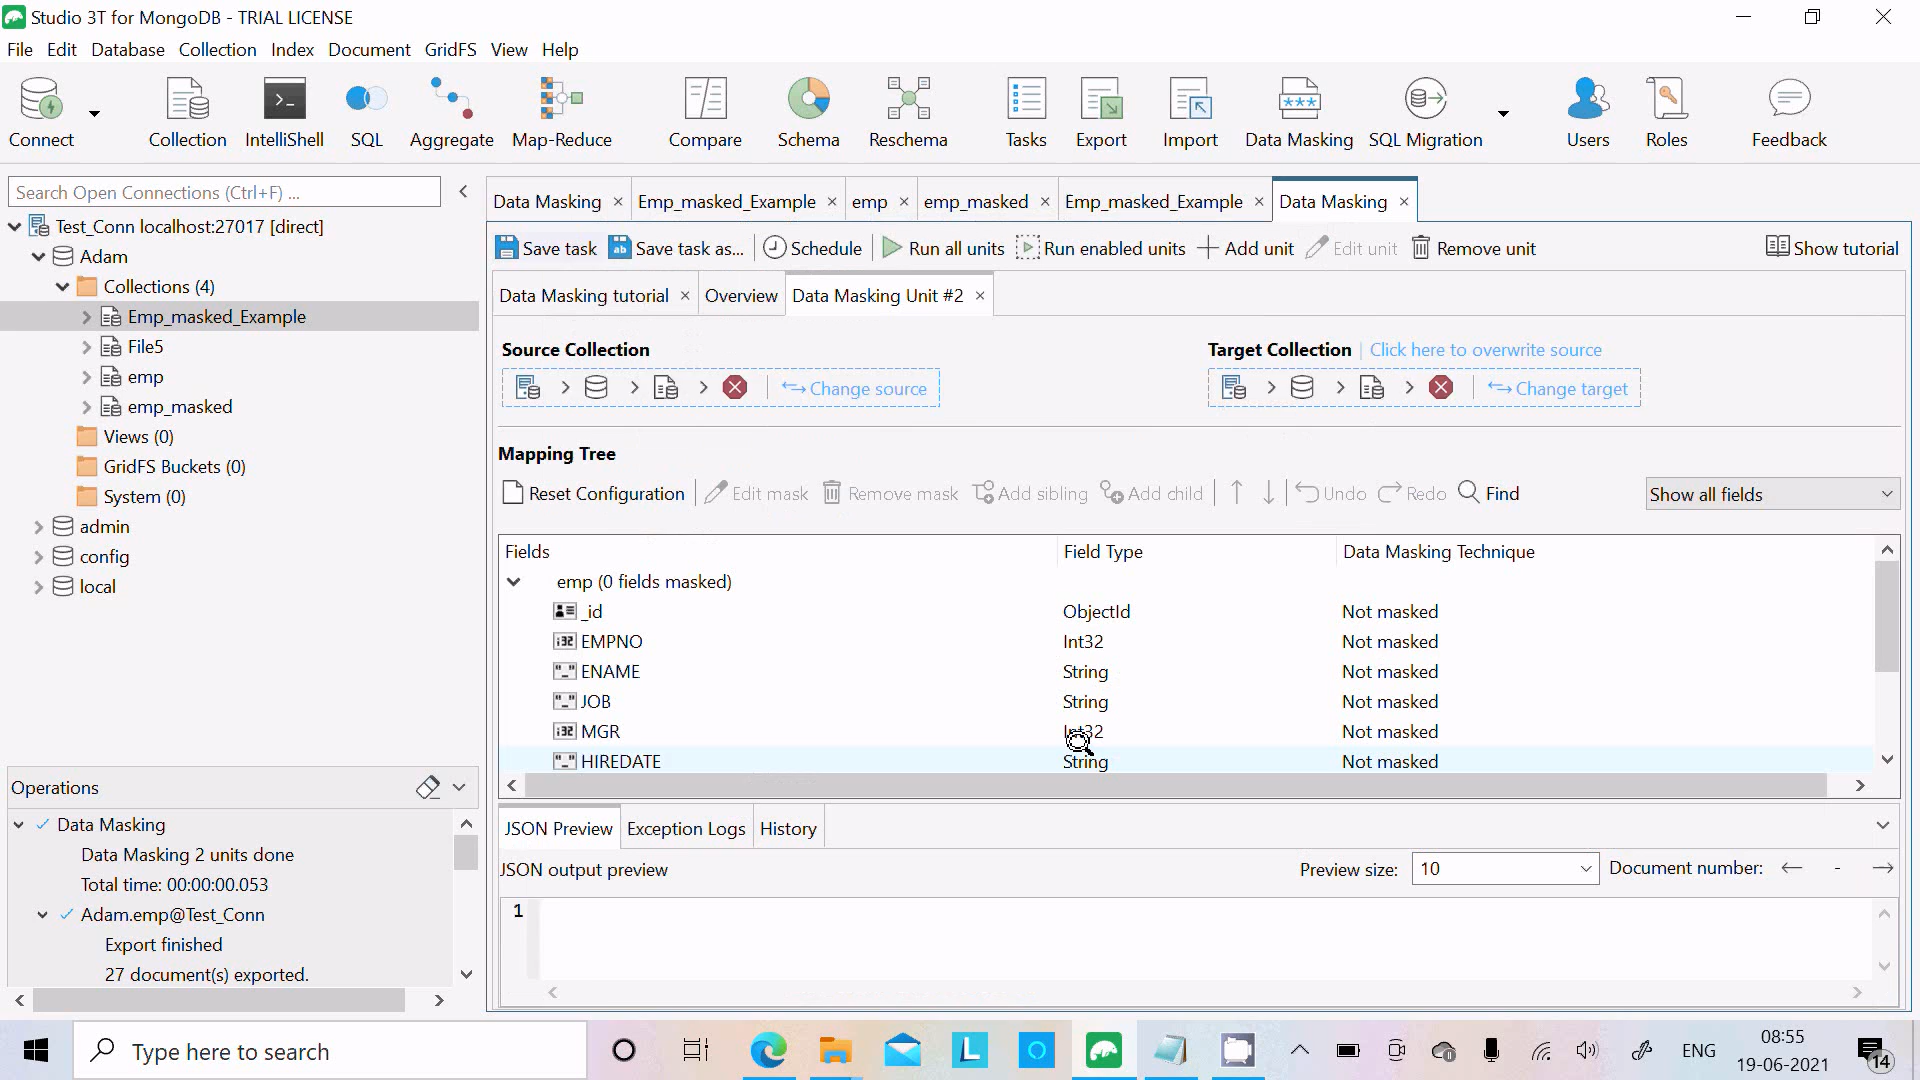 Studio 3T for MongoDB - TRIAL LICENSE
File Edit Database Collection Index Document GridFS View Help
Connect Collection IntelliShell SQL Aggregate Map-Reduce Compare Schema Reschema Tasks Export Import Data Masking SQL Migration Users Roles Feedback
Search Open Connections (Ctrl+F) ...
Test_Conn localhost:27017 [direct]
Adam
Collections (4)
Emp_masked_Example
File5
emp
emp_masked
Views (0)
GridFS Buckets (0)
System (0)
admin
config
local
Operations
Data Masking
Data Masking 2 units done
Total time: 00:00:00.053
Adam.emp@Test_Conn
Export finished
27 document(s) exported.
Data Masking Emp_masked_Example emp emp_masked Emp_masked_Example Data Masking
Save task Save task as... Schedule Run all units Run enabled units Add unit Edit unit Remove unit Show tutorial
Data Masking tutorial Overview Data Masking Unit #2
Source Collection
Change source
Target Collection Click here to overwrite source
Change target
Mapping Tree
Reset Configuration Edit mask Remove mask Add sibling Add child Undo Redo Find Show all fields
Fields Field Type Data Masking Technique
emp (0 fields masked)
_id ObjectId Not masked
EMPNO Int32 Not masked
ENAME String Not masked
JOB String Not masked
MGR Int32 Not masked
HIREDATE String Not masked
JSON Preview Exception Logs History
JSON output preview Preview size: 10 Document number: -
1
Type here to search
ENG
08:55
19-06-2021
14